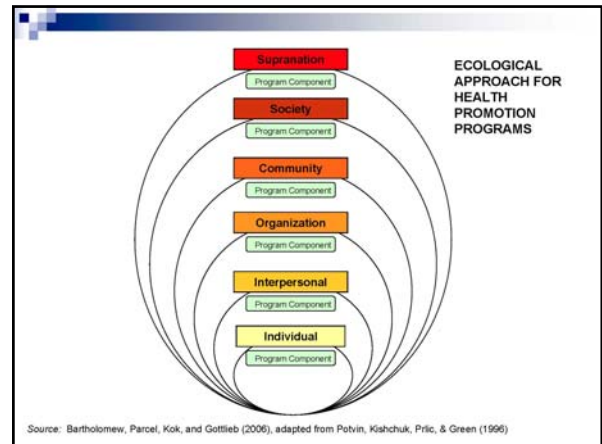 Supranation
Program Component
ECOLOGICAL
APPROACH FOR
HEALTH
PROMOTION
PROGRAMS
Society
Program Component
Community
Program Component
Organization
Program Component
Interpersonal
Program Component
Individual
Program Component
Source: Bartholomew, Parcel, Kok, and Gottlieb (2006), adapted from Potvin, Kishchuk, Prlic, & Green (1996)